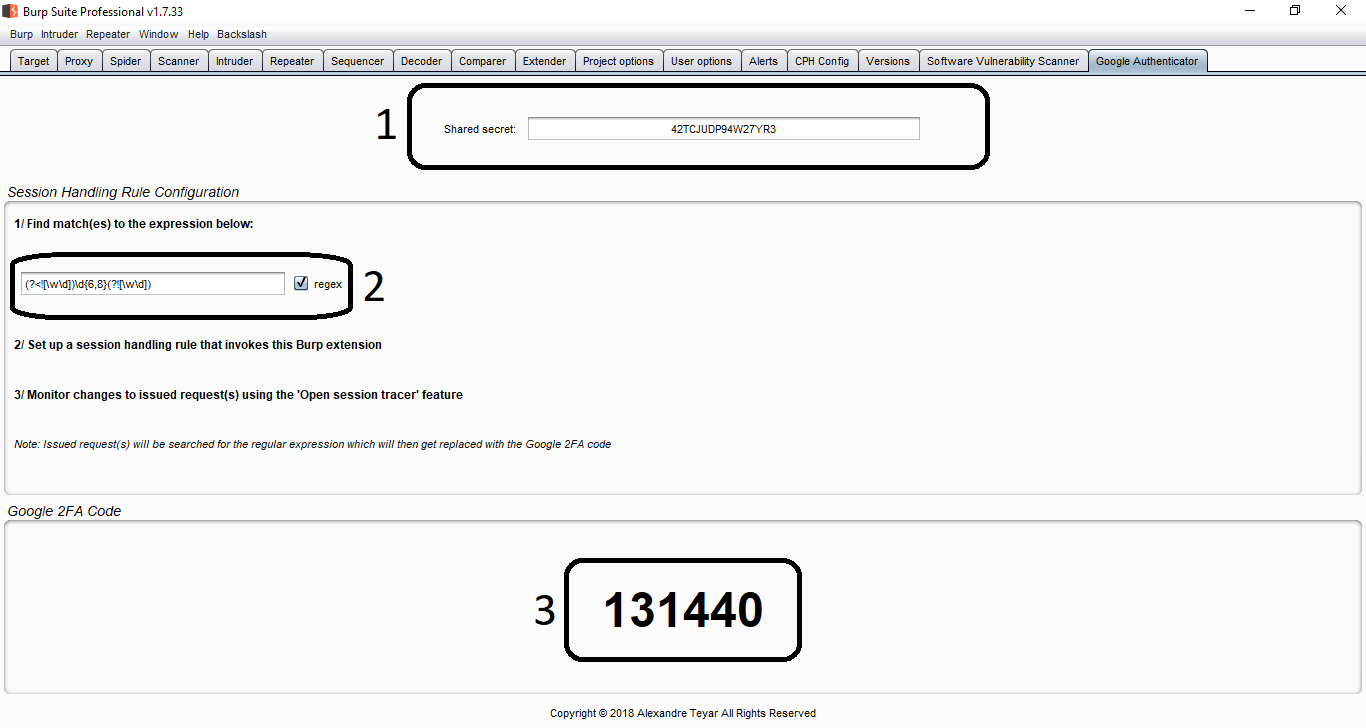 Burp Suite Professional v1.7.33
Burp Intruder Repeater Window Help Backslash
Target Proxy Spider Scanner Intruder Repeater Sequencer Decoder Comparer Extender Project options User options Alerts CPH Config Versions Software Vulnerability Scanner Google Authenticator
1 Shared secret: 42TCJUDP94W27YR3
Session Handling Rule Configuration
1/ Find match(es) to the expression below:
(?<![\w\d])\d{6,8}(?![\w\d]) regex 2
2/ Set up a session handling rule that invokes this Burp extension
3/ Monitor changes to issued request(s) using the 'Open session tracer' feature
Note: Issued request(s) will be searched for the regular expression which will then get replaced with the Google 2FA code
Google 2FA Code
3 131440
Copyright © 2018 Alexandre Teyar All Rights Reserved